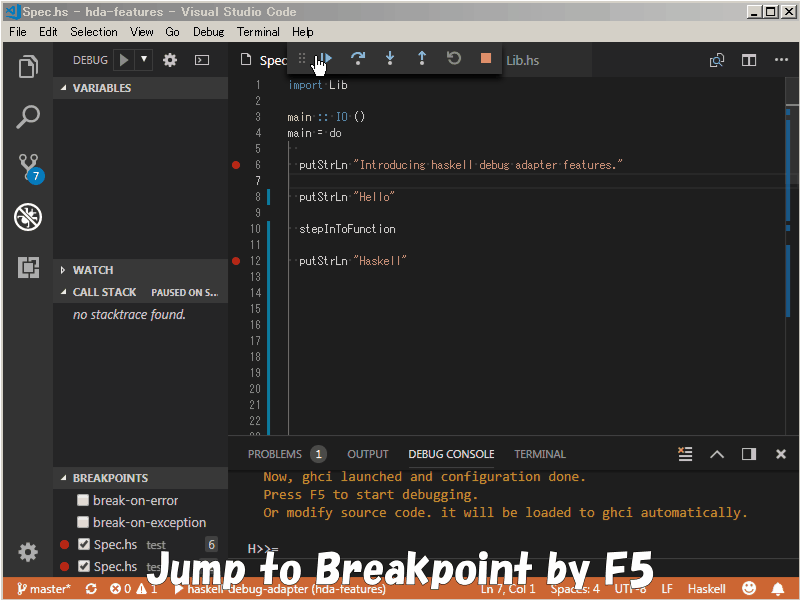 Spec.hs - hda-features - Visual Studio Code
File Edit Selection View Go Debug Terminal Help
DEBUG
Spec Lib.hs
VARIABLES
WATCH
CALL STACK PAUSED ON S...
no stacktrace found.
BREAKPOINTS
break-on-error
break-on-exception
Spec.hs test 6
Spec.hs
1 import Lib
2
3 main :: IO ()
4 main = do
5
6 putStrLn "Introducing haskell debug adapter features."
7
8 putStrLn "Hello"
9
10 stepInToFunction
11
12 putStrLn "Haskell"
13
14
15
16
17
18
19
20
21
22
PROBLEMS 1 OUTPUT DEBUG CONSOLE TERMINAL
Now, ghci launched and configuration done.
Press F5 to start debugging.
Or modify source code. it will be loaded to ghci automatically.
H>>=
Jump to Breakpoint by F5
7
master* 0 1 haskell-debug-adapter (hda-features) Ln 7, Col 1 Spaces: 4 UTF-8 LF Haskell